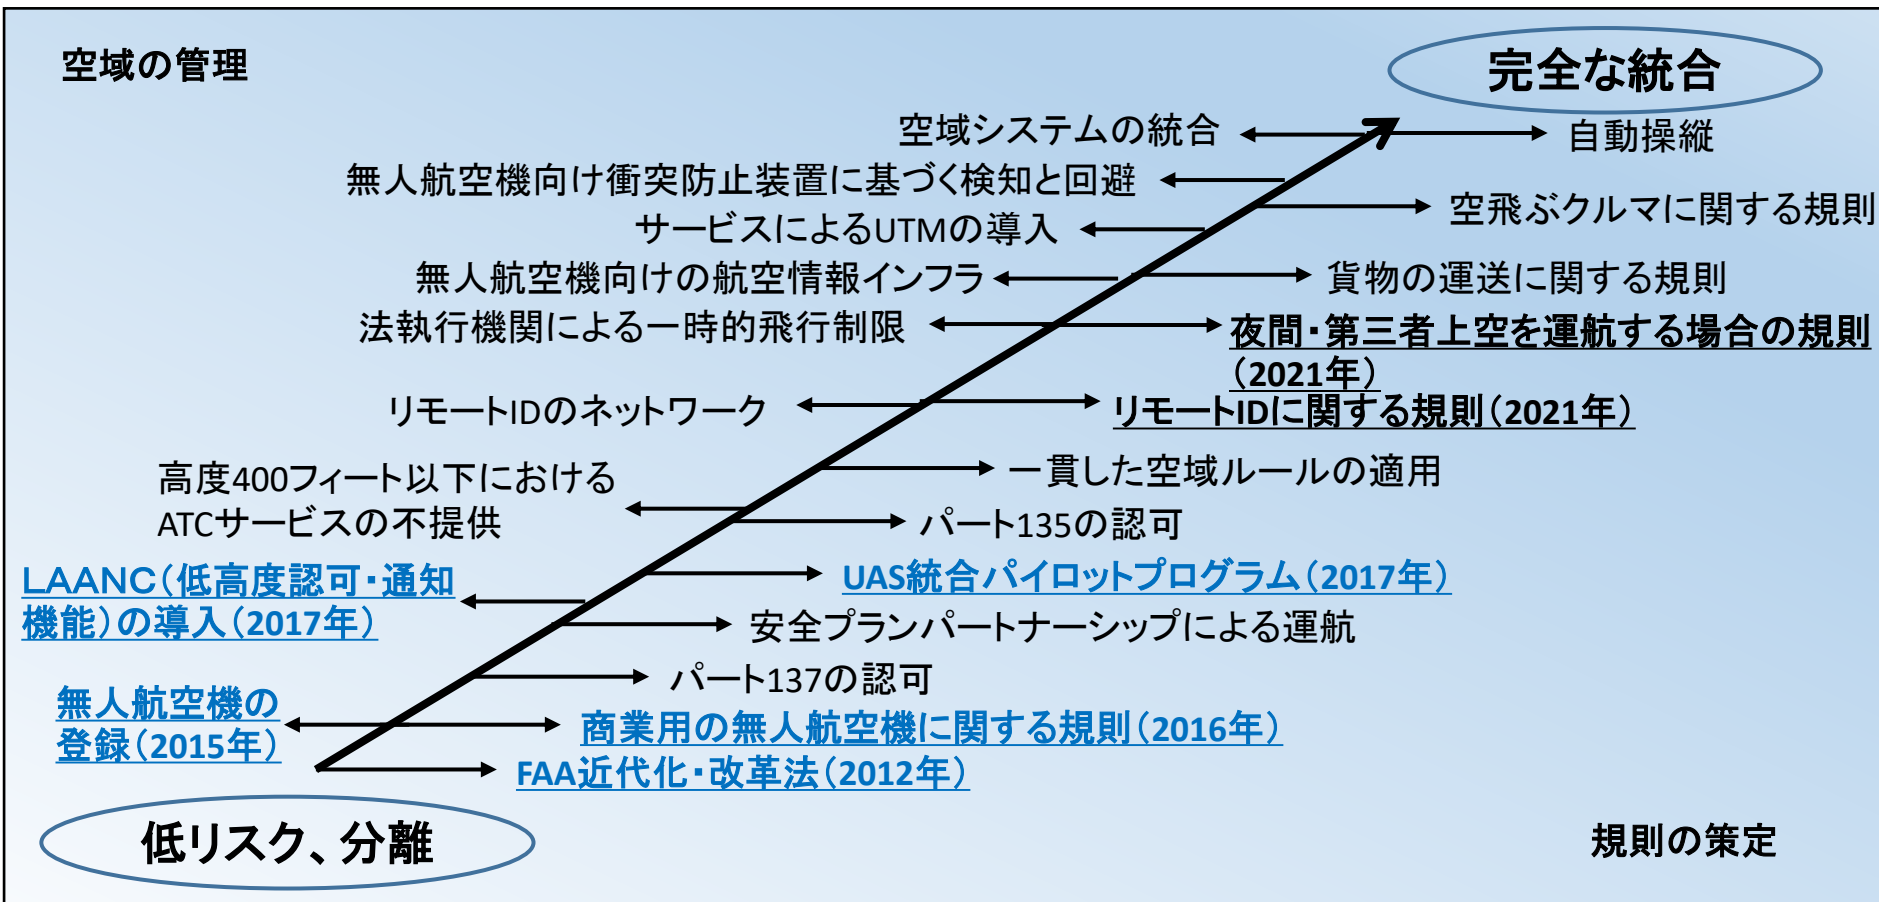 空域の管理
完全な統合
空域システムの統合
自動操縦
無人航空機向け衝突防止装置に基づく検知と回避
空飛ぶクルマに関する規則
サービスによるUTMの導入
無人航空機向けの航空情報インフラ
貨物の運送に関する規則
法執行機関による一時的飛行制限
夜間・第三者上空を運航する場合の規則
（2021年）
リモートIDのネットワーク
リモートIDに関する規則（2021年）
高度400フィート以下における
ATCサービスの不提供
一貫した空域ルールの適用
パート135の認可
LAANC（低高度認可・通知
機能）の導入（2017年）
UAS統合パイロットプログラム（2017年）
安全プランパートナーシップによる運航
パート137の認可
無人航空機の
登録（2015年）
商業用の無人航空機に関する規則（2016年）
FAA近代化・改革法（2012年）
低リスク、分離
規則の策定